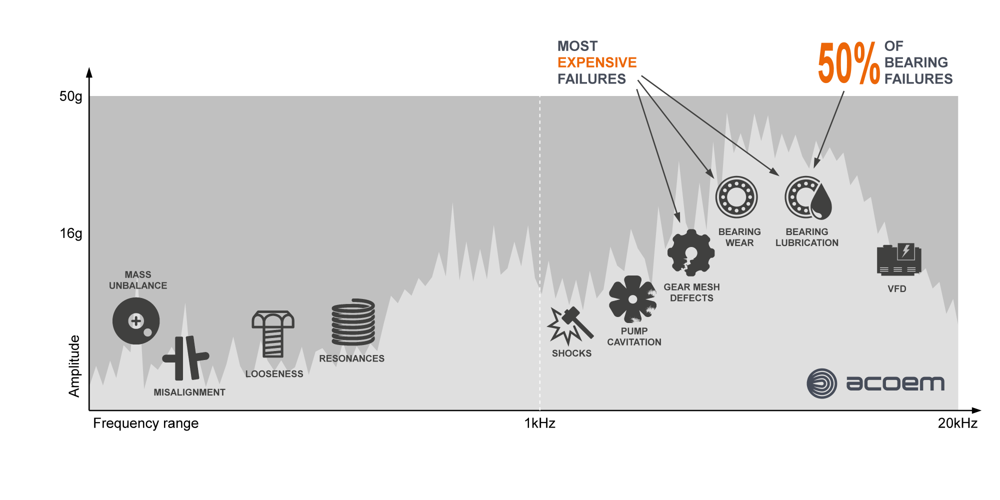 MOST
EXPENSIVE
FAILURES
50% OF
BEARING
FAILURES
50g
16g
Amplitude
MASS
UNBALANCE
MISALIGNMENT
LOOSENESS
RESONANCES
SHOCKS
PUMP
CAVITATION
GEAR MESH
DEFECTS
BEARING
WEAR
BEARING
LUBRICATION
VFD
acoem
Frequency range
1kHz
20kHz